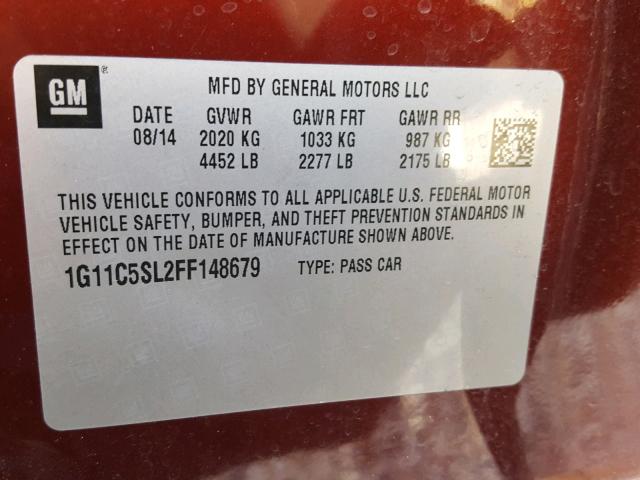 GM ®
MFD BY GENERAL MOTORS LLC
DATE GVWR GAWR FRT GAWR RR
08/14 2020 KG 1033 KG 987 KG
4452 LB 2277 LB 2175 LB
THIS VEHICLE CONFORMS TO ALL APPLICABLE U.S. FEDERAL MOTOR
VEHICLE SAFETY, BUMPER, AND THEFT PREVENTION STANDARDS IN
EFFECT ON THE DATE OF MANUFACTURE SHOWN ABOVE.
1G11C5SL2FF148679 TYPE: PASS CAR